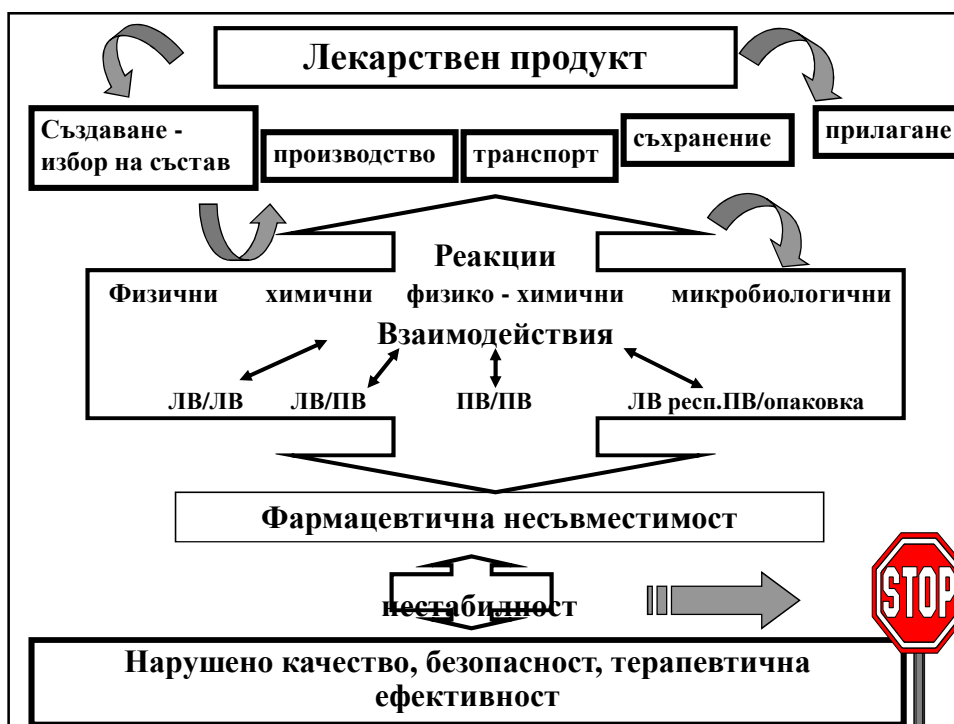 Лекарствен продукт
Създаване -
избор на състав
производство
транспорт
съхранение
прилагане
Реакции
Физични химични физико - химични микробиологични
Взаимодействия
ЛВ/ЛВ ЛВ/ПВ ПВ/ПВ ЛВ респ.ПВ/опаковка
Фармацевтична несъвместимост
нестабилност
STOP
Нарушено качество, безопасност, терапевтична
ефективност